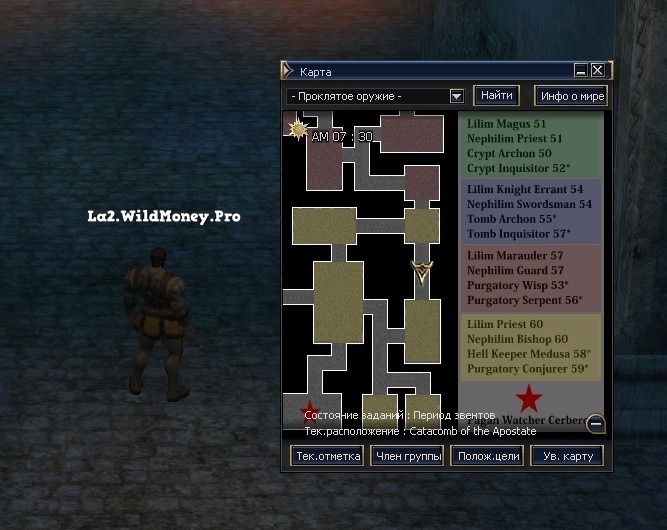 Карта
- Проклятое оружие -
Найти
Инфо о мире
AM 07 : 30
Lilim Magus 51
Nephilim Priest 51
Crypt Archon 50
Crypt Inquisitor 52*
Lilim Knight Errant 54
Nephilim Swordsman 54
Tomb Archon 55*
Tomb Inquisitor 57*
La2.WildMoney.Pro
Lilim Marauder 57
Nephilim Guard 57
Purgatory Wisp 53*
Purgatory Serpent 56*
Lilim Priest 60
Nephilim Bishop 60
Hell Keeper Medusa 58*
Purgatory Conjurer 59*
Pagan Watcher Cerber
Состояние заданий : Период эвентов
Тек.расположение : Catacomb of the Apostate
Тек.отметка
Член группы
Полож.цели
Ув. карту